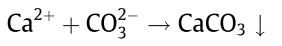 Ca²⁺ + CO₃²⁻ → CaCO₃ ↓